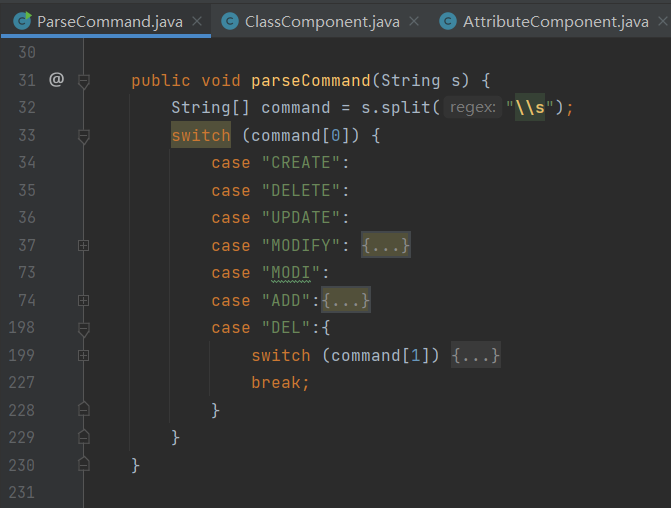 ParseCommand.java × ClassComponent.java × AttributeComponent.java ×
30
31 @ public void parseCommand(String s) {
32 String[] command = s.split( regex: "\\s");
33 switch (command[0]) {
34 case "CREATE":
35 case "DELETE":
36 case "UPDATE":
37 case "MODIFY": {...}
73 case "MODI":
74 case "ADD":{...}
198 case "DEL":{
199 switch (command[1]) {...}
227 break;
228 }
229 }
230 }
231